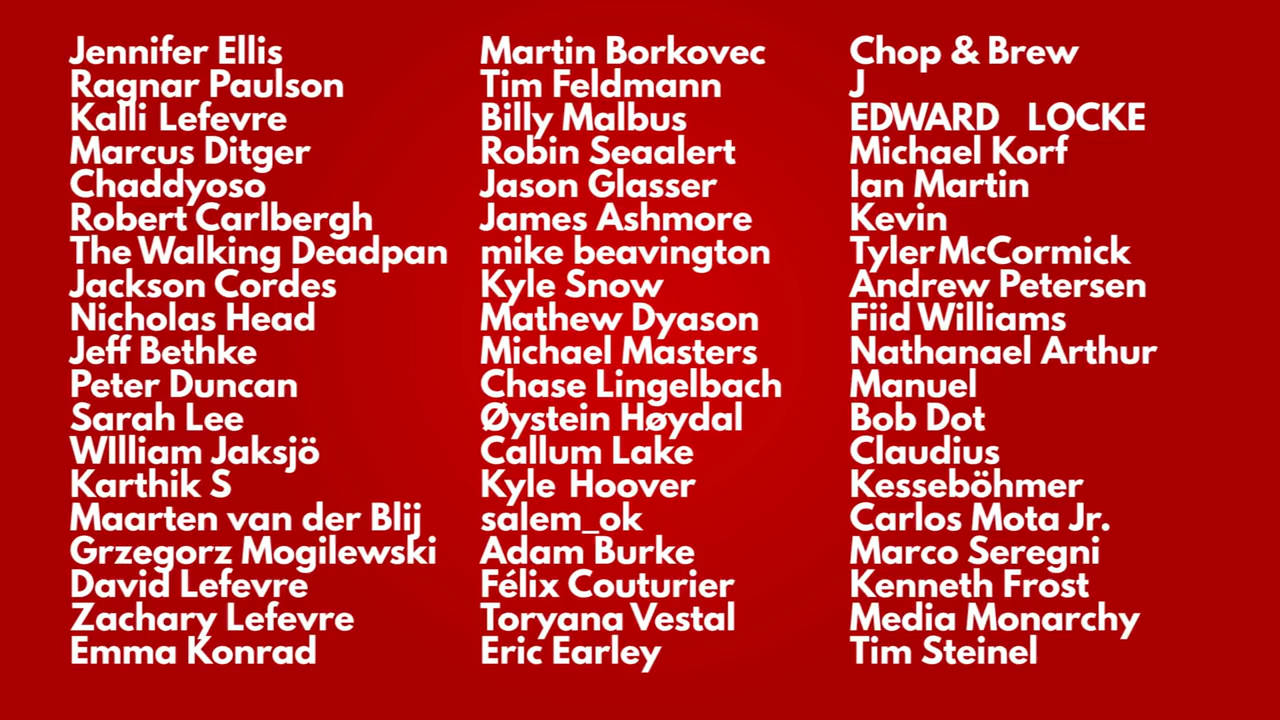 Jennifer Ellis
Ragnar Paulson
Kalli Lefevre
Marcus Ditger
Chaddyoso
Robert Carlbergh
The Walking Deadpan
Jackson Cordes
Nicholas Head
Jeff Bethke
Peter Duncan
Sarah Lee
WIlliam Jaksjö
Karthik S
Maarten van der Blij
Grzegorz Mogilewski
David Lefevre
Zachary Lefevre
Emma Konrad
Martin Borkovec
Tim Feldmann
Billy Malbus
Robin Seaalert
Jason Glasser
James Ashmore
mike beavington
Kyle Snow
Mathew Dyason
Michael Masters
Chase Lingelbach
Øystein Høydal
Callum Lake
Kyle Hoover
salem_ok
Adam Burke
Félix Couturier
Toryana Vestal
Eric Earley
Chop & Brew
J
EDWARD LOCKE
Michael Korf
Ian Martin
Kevin
Tyler McCormick
Andrew Petersen
Fiid Williams
Nathanael Arthur
Manuel
Bob Dot
Claudius
Kesseböhmer
Carlos Mota Jr.
Marco Seregni
Kenneth Frost
Media Monarchy
Tim Steinel